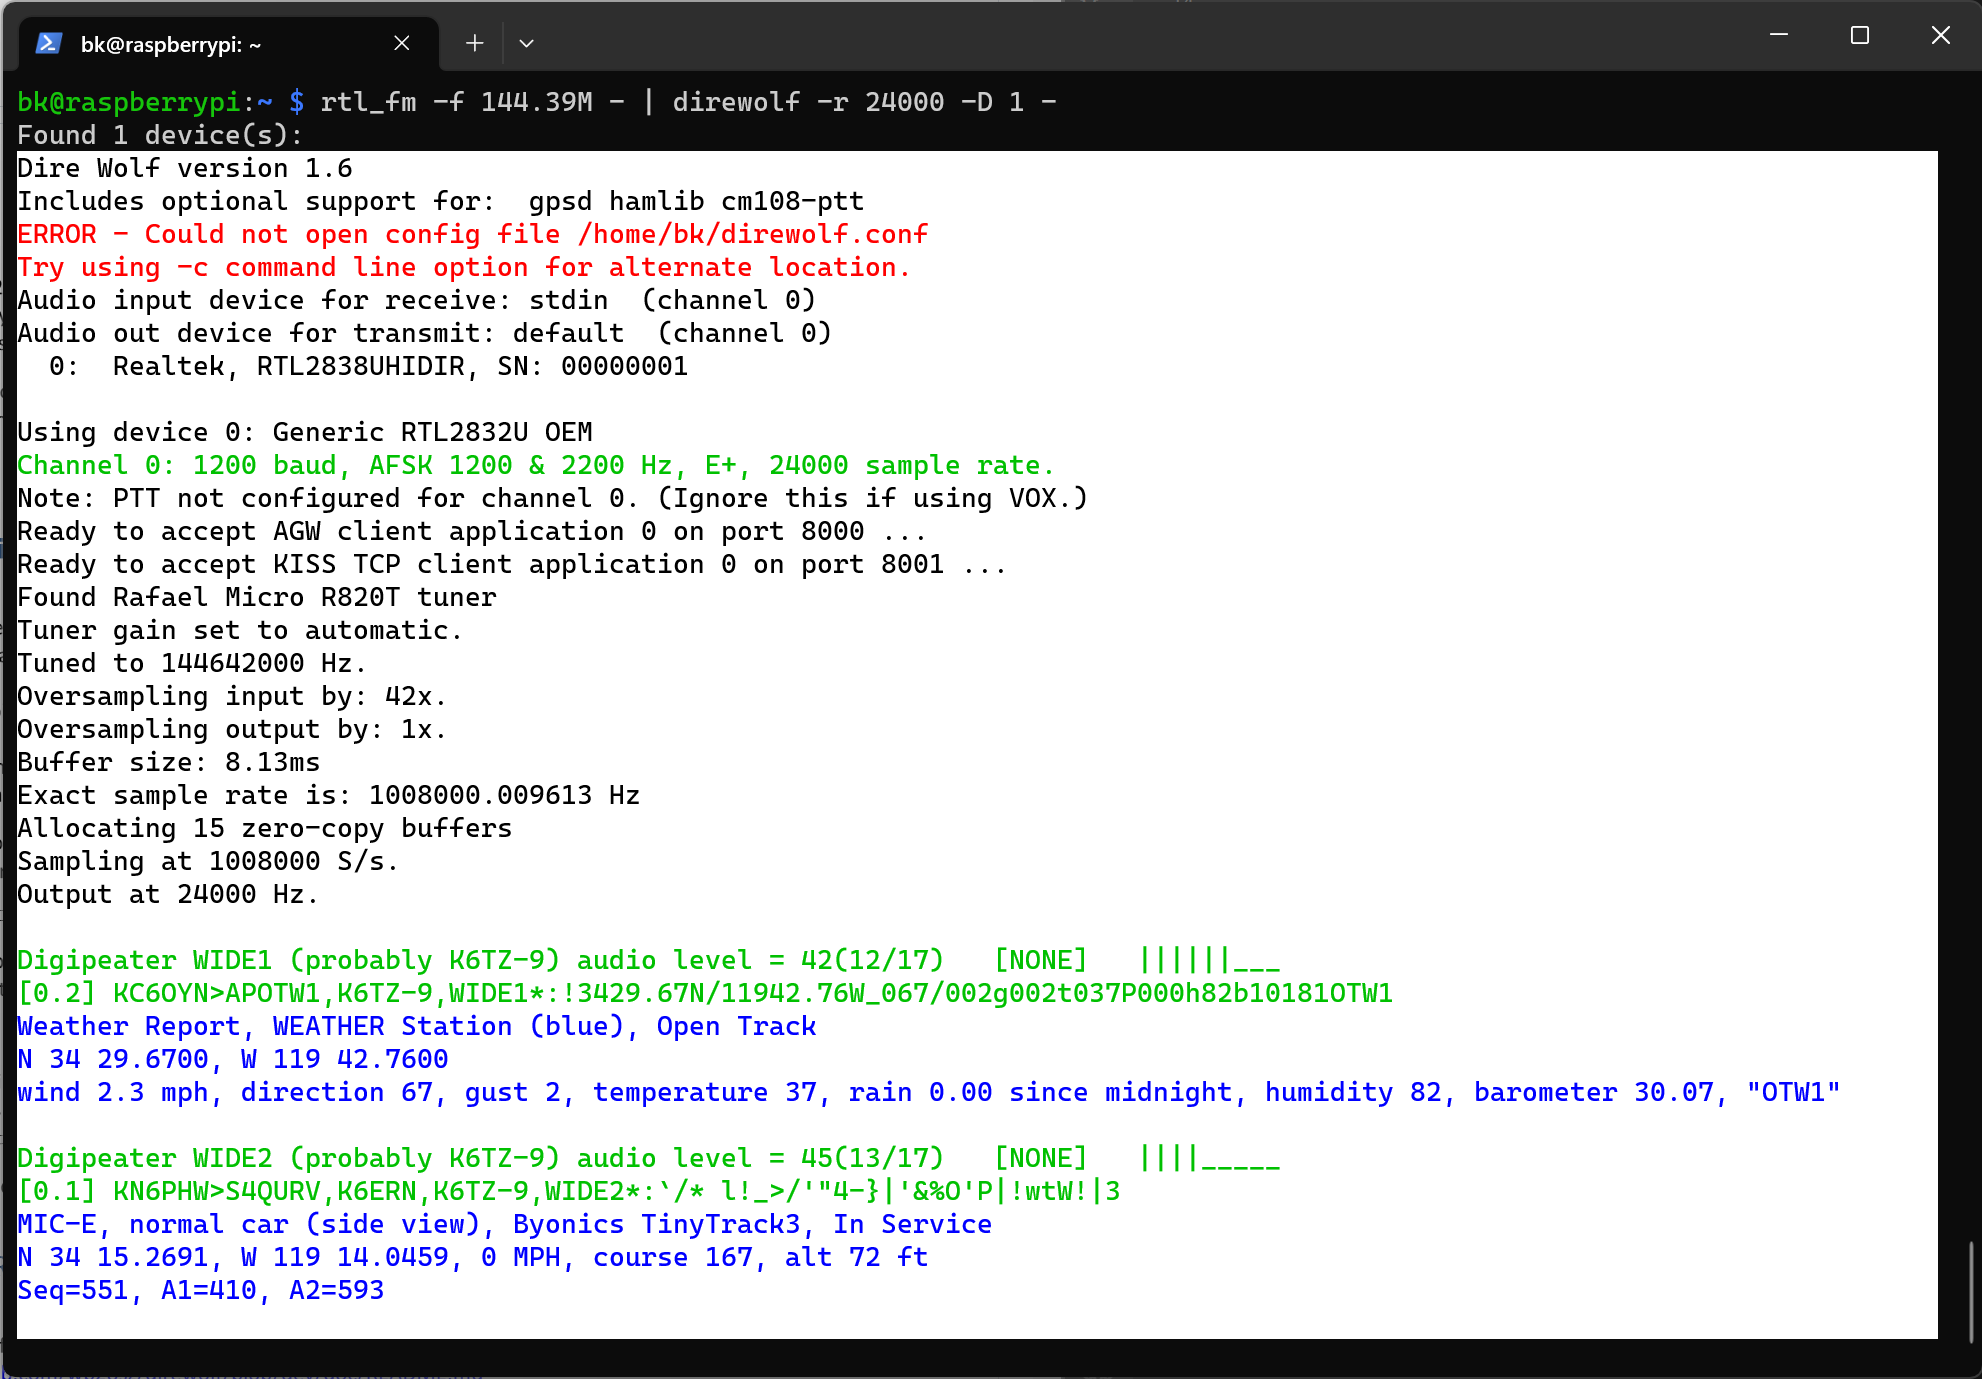 bk@raspberrypi: ~
bk@raspberrypi:~ $ rtl_fm -f 144.39M - | direwolf -r 24000 -D 1 -
Found 1 device(s):
Dire Wolf version 1.6
Includes optional support for:  gpsd hamlib cm108-ptt
ERROR - Could not open config file /home/bk/direwolf.conf
Try using -c command line option for alternate location.
Audio input device for receive: stdin  (channel 0)
Audio out device for transmit: default  (channel 0)
  0:  Realtek, RTL2838UHIDIR, SN: 00000001
Using device 0: Generic RTL2832U OEM
Channel 0: 1200 baud, AFSK 1200 & 2200 Hz, E+, 24000 sample rate.
Note: PTT not configured for channel 0. (Ignore this if using VOX.)
Ready to accept AGW client application 0 on port 8000 ...
Ready to accept KISS TCP client application 0 on port 8001 ...
Found Rafael Micro R820T tuner
Tuner gain set to automatic.
Tuned to 144642000 Hz.
Oversampling input by: 42x.
Oversampling output by: 1x.
Buffer size: 8.13ms
Exact sample rate is: 1008000.009613 Hz
Allocating 15 zero-copy buffers
Sampling at 1008000 S/s.
Output at 24000 Hz.
Digipeater WIDE1 (probably K6TZ-9) audio level = 42(12/17)   [NONE]   ||||||___
[0.2] KC6OYN>APOTW1,K6TZ-9,WIDE1*:!3429.67N/11942.76W_067/002g002t037P000h82b10181OTW1
Weather Report, WEATHER Station (blue), Open Track
N 34 29.6700, W 119 42.7600
wind 2.3 mph, direction 67, gust 2, temperature 37, rain 0.00 since midnight, humidity 82, barometer 30.07, "OTW1"
Digipeater WIDE2 (probably K6TZ-9) audio level = 45(13/17)   [NONE]   ||||_____
[0.1] KN6PHW>S4QURV,K6ERN,K6TZ-9,WIDE2*:`/* l!_>/'"4-}|'&%O'P|!wtW!|3
MIC-E, normal car (side view), Byonics TinyTrack3, In Service
N 34 15.2691, W 119 14.0459, 0 MPH, course 167, alt 72 ft
Seq=551, A1=410, A2=593